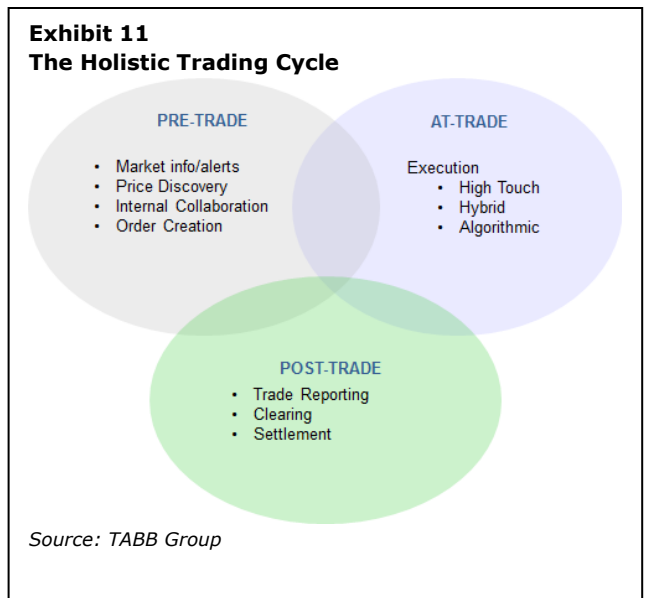 Exhibit 11
The Holistic Trading Cycle
PRE-TRADE
• Market info/alerts
• Price Discovery
• Internal Collaboration
• Order Creation
AT-TRADE
Execution
• High Touch
• Hybrid
• Algorithmic
POST-TRADE
• Trade Reporting
• Clearing
• Settlement
Source: TABB Group